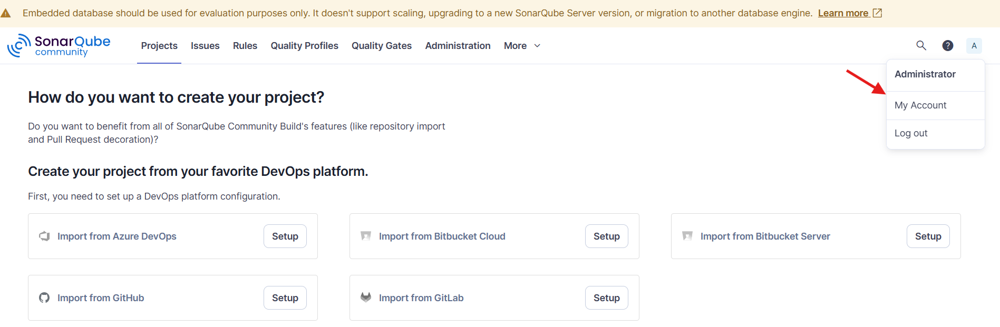 Embedded database should be used for evaluation purposes only. It doesn't support scaling, upgrading to a new SonarQube Server version, or migration to another database engine. Learn more
SonarQube
community
Projects Issues Rules Quality Profiles Quality Gates Administration More ? A
Administrator
My Account
Log out
How do you want to create your project?
Do you want to benefit from all of SonarQube Community Build's features (like repository import
and Pull Request decoration)?
Create your project from your favorite DevOps platform.
First, you need to set up a DevOps platform configuration.
Import from Azure DevOps Setup
Import from Bitbucket Cloud Setup
Import from Bitbucket Server Setup
Import from GitHub Setup
Import from GitLab Setup